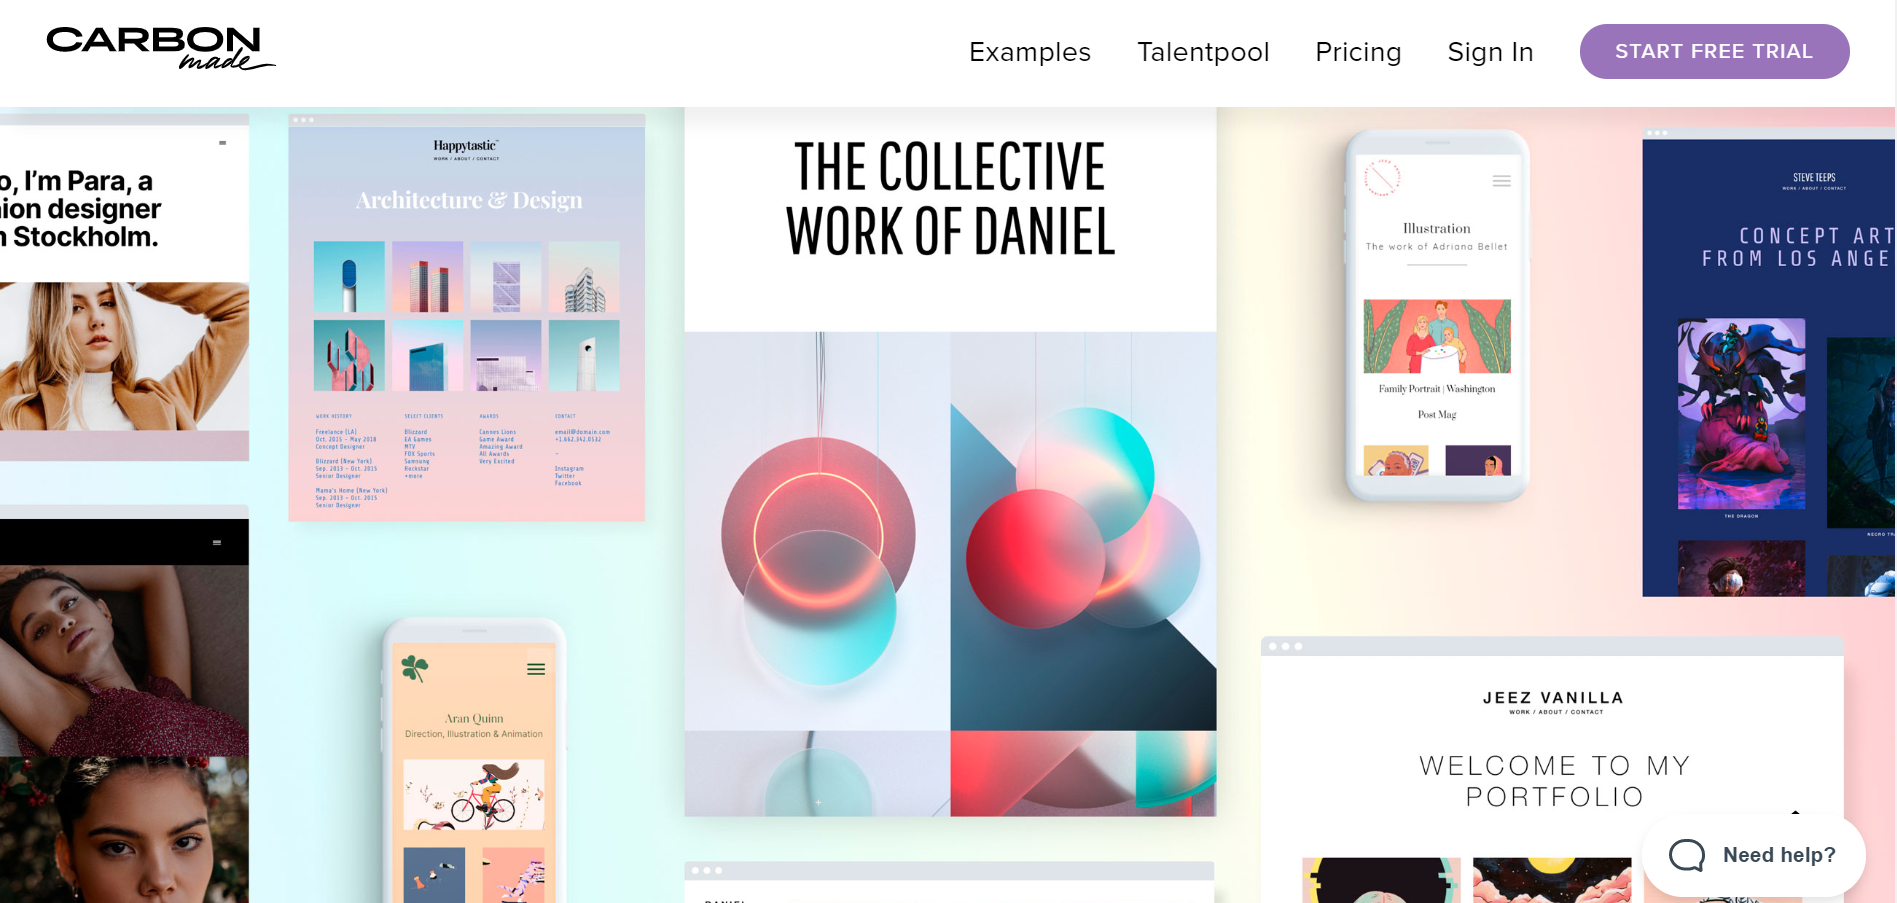 CARBON
made
Examples
Talentpool
Pricing
Sign In
START FREE TRIAL
o, I'm Para, a
ion designer
Stockholm.
Happytastic
WORK / ABOUT / CONTACT
Architecture & Design
WORK HISTORY
Freelance (LA)
Oct. 2015 - May 2018
Concept Designer
Blizzard (New York)
Sep. 2013 - Oct. 2015
Senior Designer
Mama's Home (New York)
Sep. 2013 - Oct. 2015
Senior Designer
SELECT CLIENTS
Blizzard
EA Games
MTV
FOX Sports
Samsung
Rockstar
+more
AWARDS
Cannes Lions
Game Award
Amazing Award
All Awards
Very Excited
CONTACT
email@domain.com
+1.662.342.0532
-
Instagram
Twitter
Facebook
THE COLLECTIVE
WORK OF DANIEL
Illustration
The work of Adriana Bellet
Family Portrait | Washington
Post Mag
STEVE TEEPS
WORK / ABOUT / CONTACT
CONCEPT ART
FROM LOS ANGE
THE DRAGON
NECRO TR
Aran Quinn
Direction, Illustration & Animation
JEEZ VANILLA
WORK / ABOUT / CONTACT
WELCOME TO MY
PORTFOLIO
Need help?